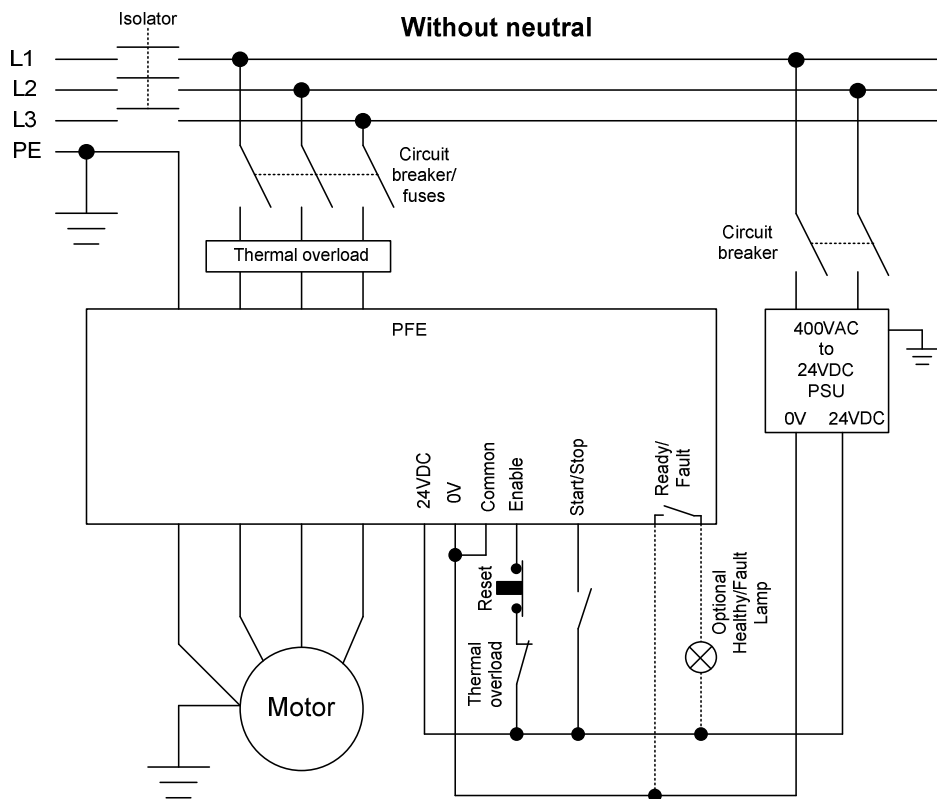 Isolator
Without neutral
L1
L2
L3
PE
Circuit
breaker/
fuses
Thermal overload
Circuit
breaker
PFE
400VAC
to
24VDC
PSU
0V 24VDC
24VDC
0V
Common
Enable
Start/Stop
Ready/
Fault
Reset
Thermal
overload
Optional
Healthy/Fault
Lamp
Motor